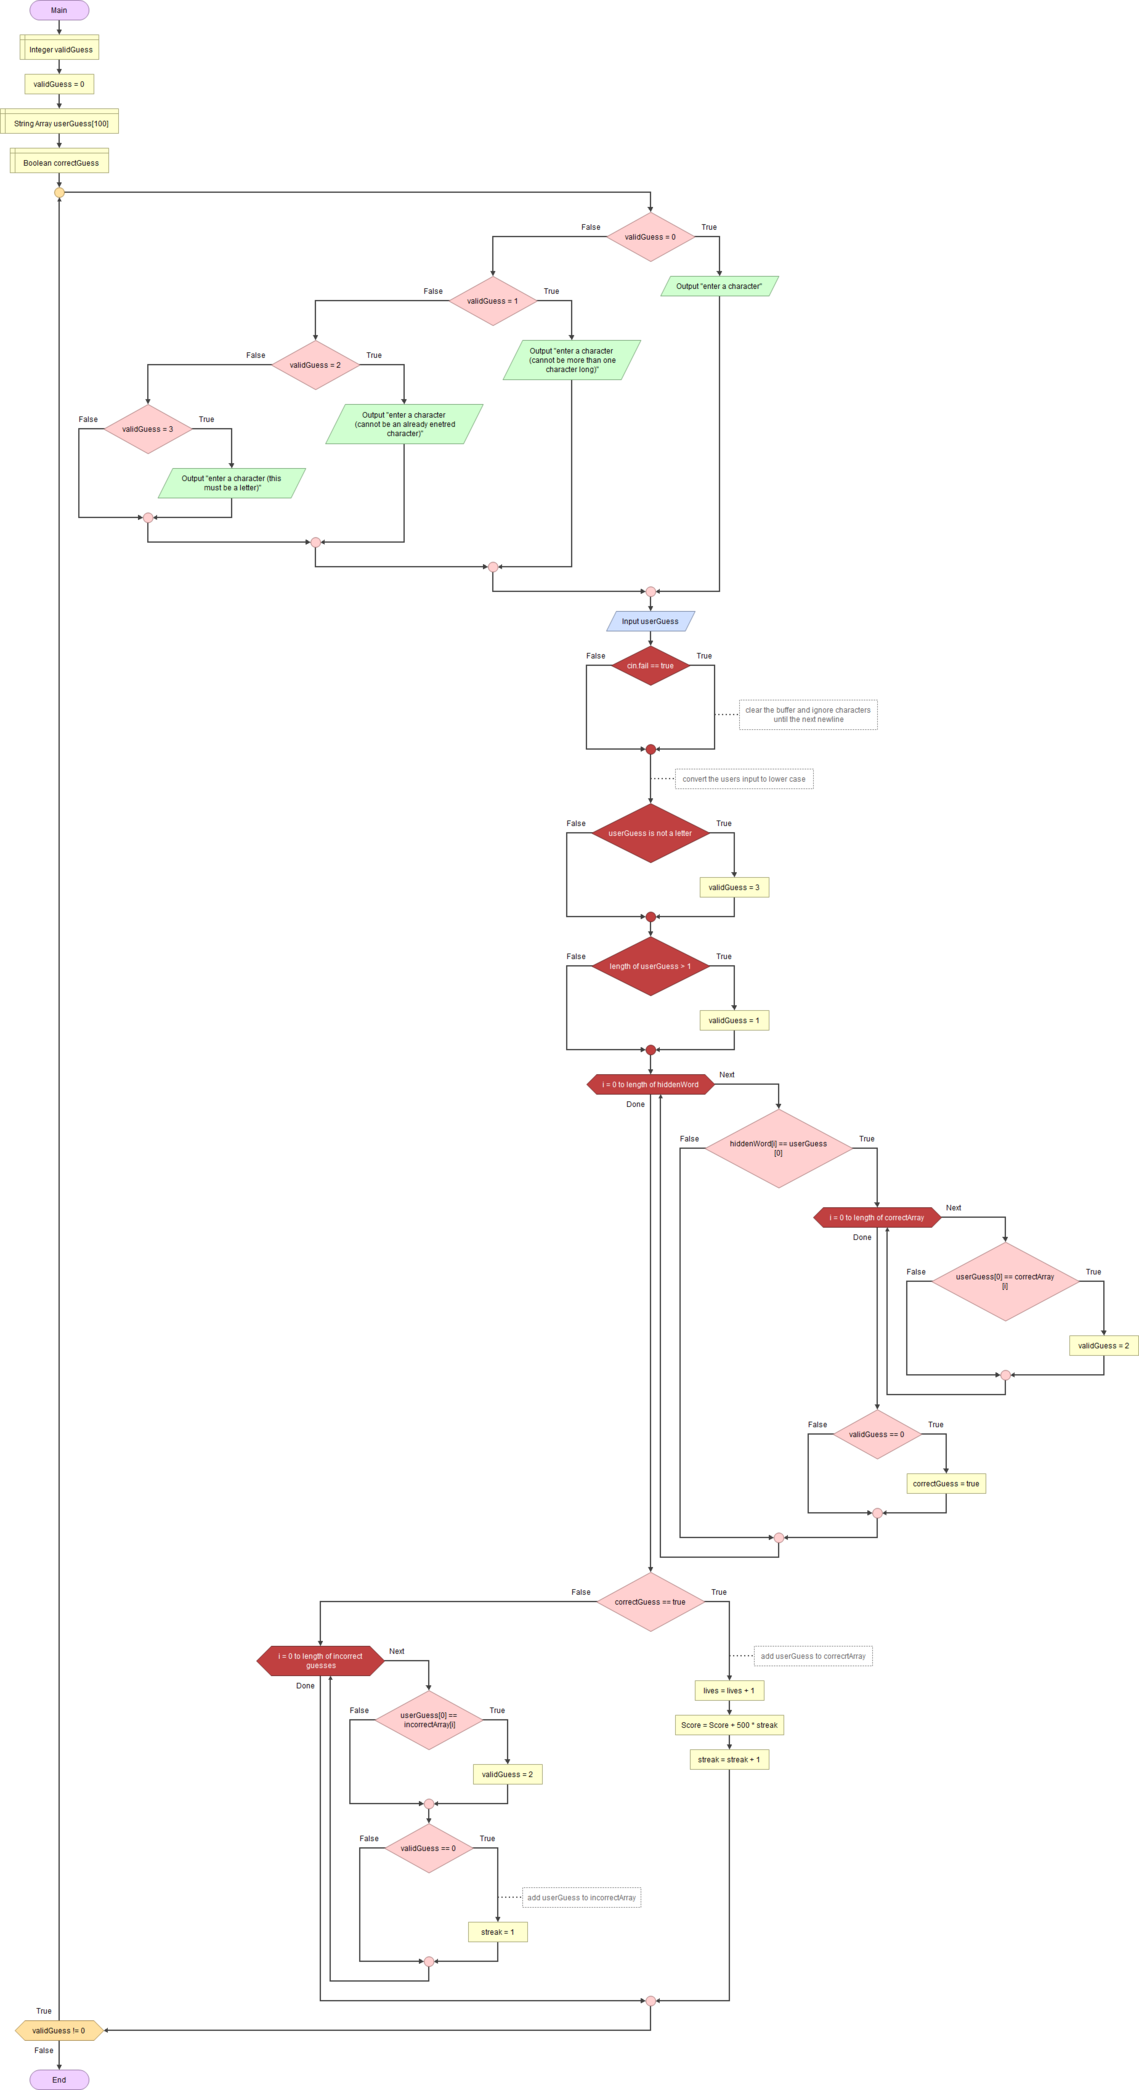 Main
Integer validGuess
validGuess = 0
String Array userGuess[100]
Boolean correctGuess
False
True
validGuess = 0
Output "enter a character"
False
True
validGuess = 1
Output "enter a character
(cannot be more than one
character long)"
False
True
validGuess = 2
Output "enter a character
(cannot be an already enetred
character)"
False
True
validGuess = 3
Output "enter a character (this
must be a letter)"
Input userGuess
False
True
cin.fail == true
clear the buffer and ignore characters
until the next newline
convert the users input to lower case
False
True
userGuess is not a letter
validGuess = 3
False
True
length of userGuess > 1
validGuess = 1
i = 0 to length of hiddenWord
Next
Done
False
True
hiddenWord[i] == userGuess
[0]
i = 0 to length of correctArray
Next
Done
False
True
userGuess[0] == correctArray
[i]
validGuess = 2
False
True
validGuess == 0
correctGuess = true
False
True
correctGuess == true
i = 0 to length of incorrect
guesses
Next
Done
add userGuess to correcrtArray
lives = lives + 1
Score = Score + 500 * streak
streak = streak + 1
False
True
userGuess[0] ==
incorrectArray[i]
validGuess = 2
False
True
validGuess == 0
add userGuess to incorrectArray
streak = 1
True
validGuess != 0
False
End